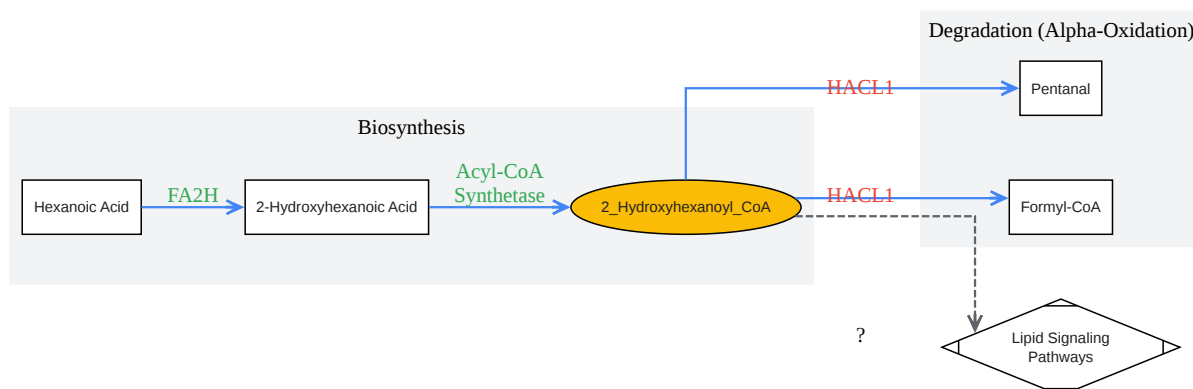 Degradation (Alpha-Oxidation)
HACL1
Pentanal
Biosynthesis
Acyl-CoA
Synthetase
FA2H
HACL1
Hexanoic Acid
2-Hydroxyhexanoic Acid
2_Hydroxyhexanoyl_CoA
Formyl-CoA
?
Lipid Signaling
Pathways